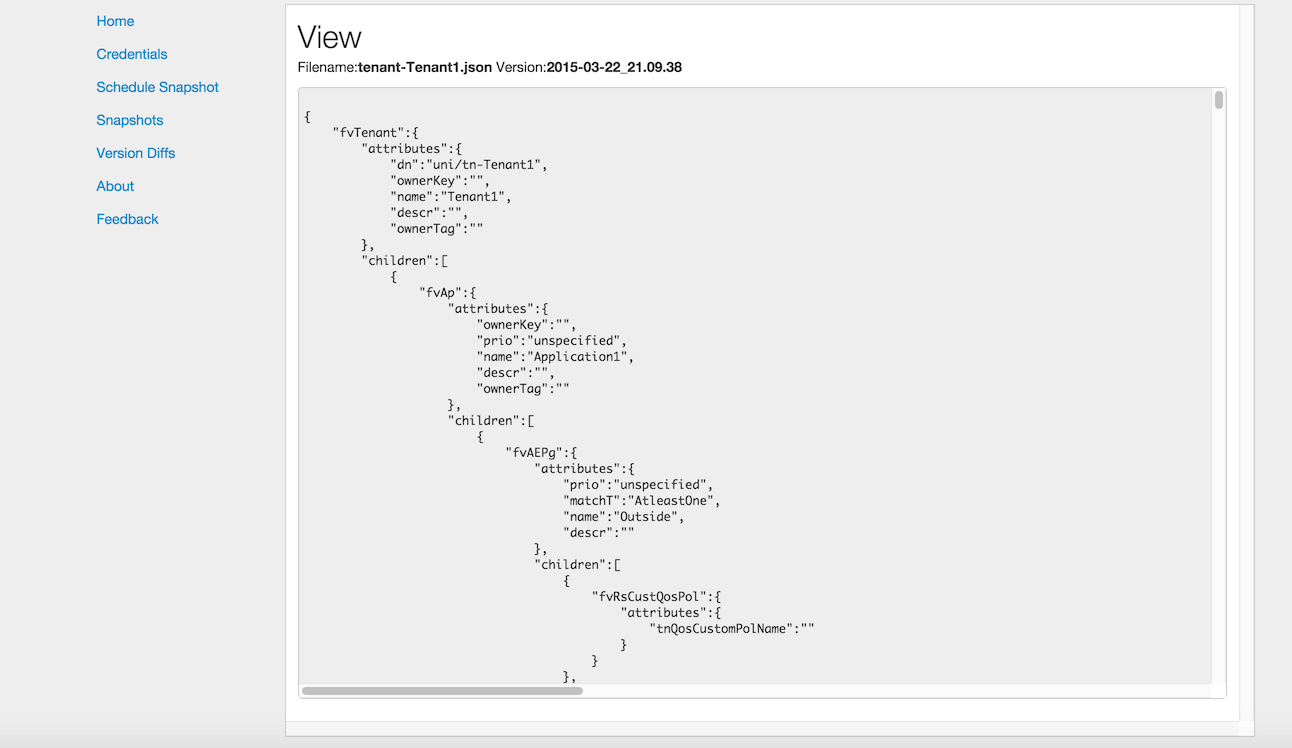 Home
Credentials
Schedule Snapshot
Snapshots
Version Diffs
About
Feedback
View
Filename:tenant-Tenant1.json Version:2015-03-22_21.09.38
{
    "fvTenant":{
        "attributes":{
            "dn":"uni/tn-Tenant1",
            "ownerKey":"",
            "name":"Tenant1",
            "descr":"",
            "ownerTag":""
        },
        "children":[
            {
                "fvAp":{
                    "attributes":{
                        "ownerKey":"",
                        "prio":"unspecified",
                        "name":"Application1",
                        "descr":"",
                        "ownerTag":""
                    },
                    "children":[
                        {
                            "fvAEPg":{
                                "attributes":{
                                    "prio":"unspecified",
                                    "matchT":"AtleastOne",
                                    "name":"Outside",
                                    "descr":""
                                },
                                "children":[
                                    {
                                        "fvRsCustQosPol":{
                                            "attributes":{
                                                "tnQosCustomPolName":""
                                            }
                                        }
                                    },